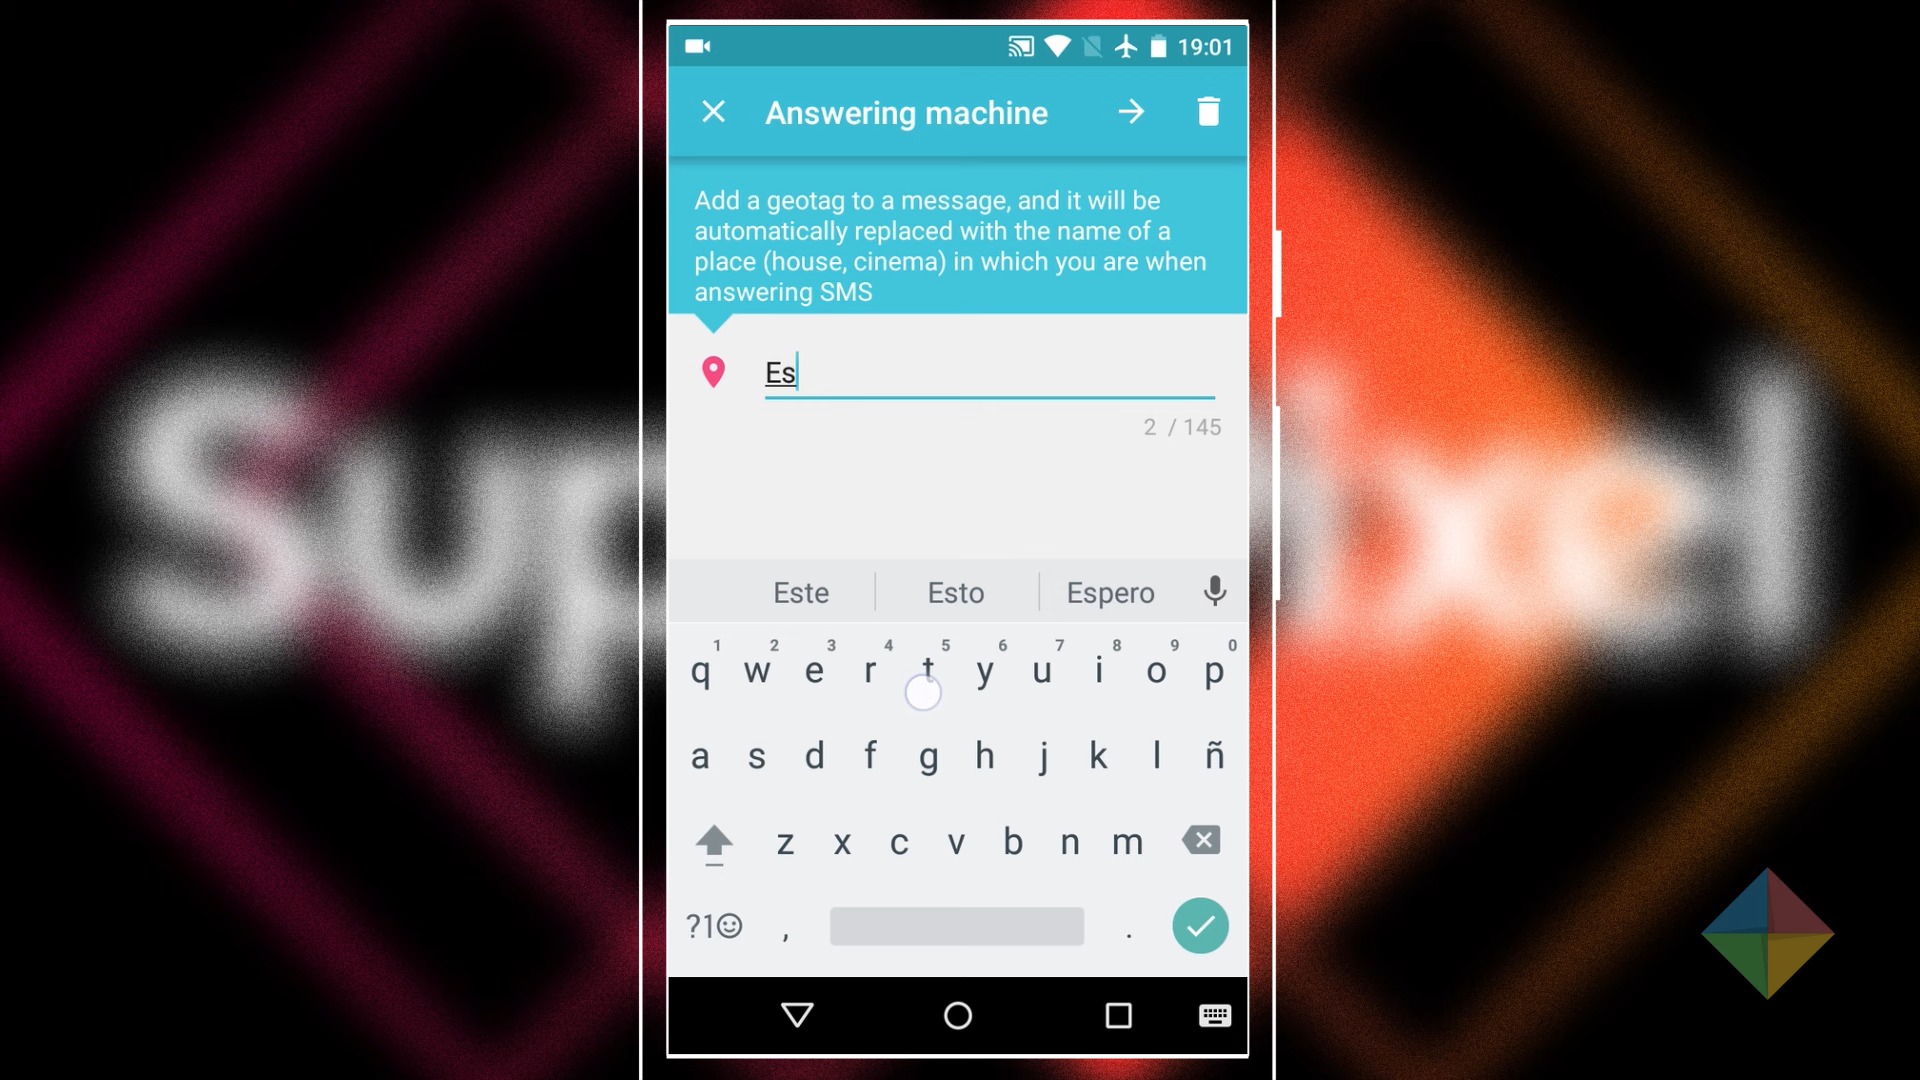 19:01
Answering machine
Add a geotag to a message, and it will be
automatically replaced with the name of a
place (house, cinema) in which you are when
answering SMS
Es
2 / 145
Este Esto Espero
1 2 3 4 5 6 7 8 9 0
q w e r t y u i o p
a s d f g h j k l ñ
z x c v b n m
?1☺ , .